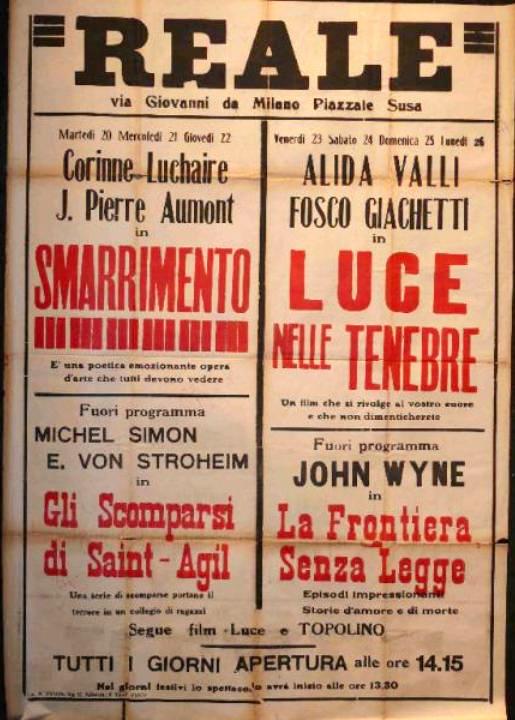 REALE
via Giovanni da Milano Piazzale Susa
Martedi 20 Mercoledi 21 Giovedi 22
Corinne Luchaire
J. Pierre Aumont
in
SMARRIMENTO
E' una poetica emozionante opera
d'arte che tutti devono vedere
Fuori programma
MICHEL SIMON
E. VON STROHEIM
in
Gli Scomparsi
di Saint-Agil
Una serie di scomparse portano il
terrore in un collegio di ragazzi
Venerdi 23 Sabato 24 Domenica 25 Lunedi 26
ALIDA VALLI
FOSCO GIACHETTI
in
LUCE
NELLE TENEBRE
Un film che si rivolge al vostro cuore
e che non dimenticherete
Fuori programma
JOHN WYNE
in
La Frontiera
Senza Legge
Episodi impressionanti
Storie d'amore e di morte
Segue film Luce e TOPOLINO
TUTTI I GIORNI APERTURA alle ore 14.15
Nei giorni festivi lo spettacolo avrà inizio alle ore 13.30